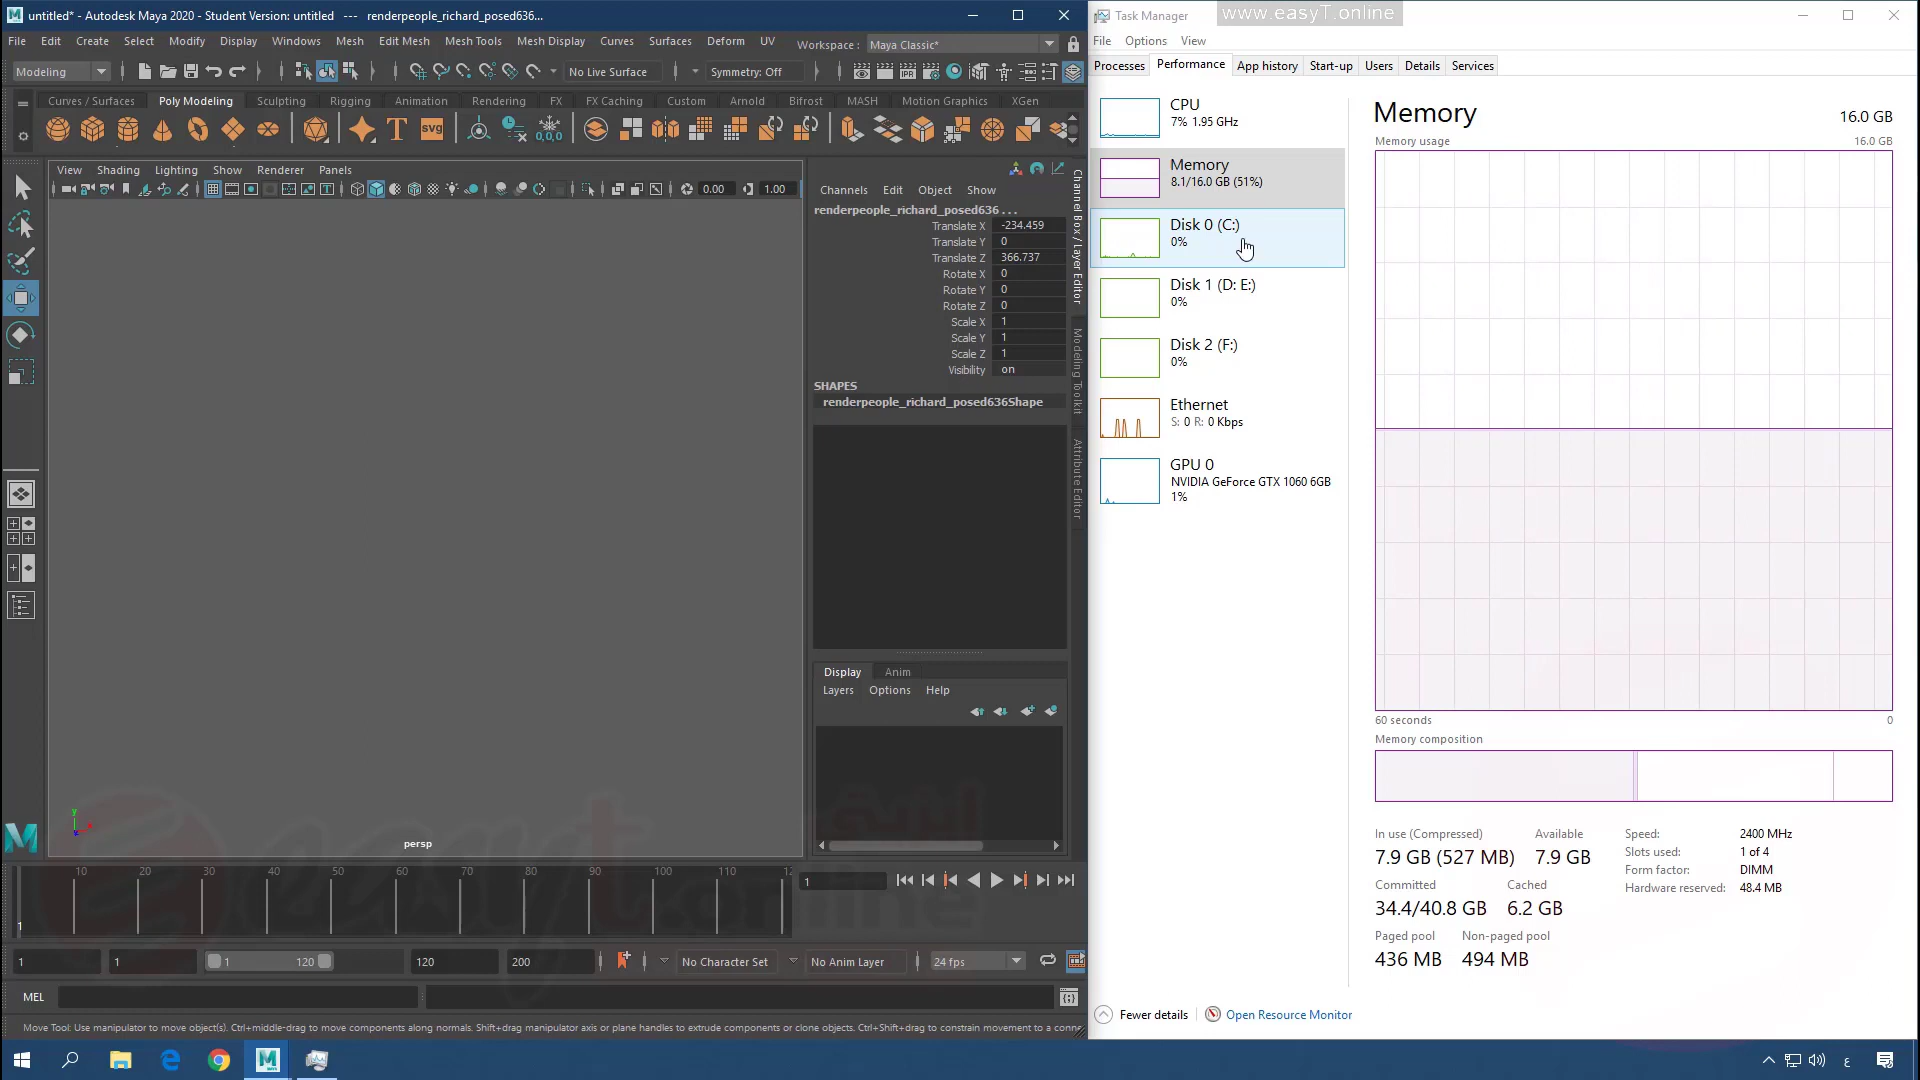 untitled* - Autodesk Maya 2020 - Student Version: untitled --- renderpeople_richard_posed636...
File Edit Create Select Modify Display Windows Mesh Edit Mesh Mesh Tools Mesh Display Curves Surfaces Deform UV Workspace : Maya Classic*
Modeling No Live Surface Symmetry: Off
Curves / Surfaces Poly Modeling Sculpting Rigging Animation Rendering FX FX Caching Custom Arnold Bifrost MASH Motion Graphics XGen
T svg 0,0,0
View Shading Lighting Show Renderer Panels
0.00 1.00
persp
Channels Edit Object Show
renderpeople_richard_posed636 . . .
Translate X -234.459
Translate Y 0
Translate Z 366.737
Rotate X 0
Rotate Y 0
Rotate Z 0
Scale X 1
Scale Y 1
Scale Z 1
Visibility on
SHAPES
renderpeople_richard_posed636Shape
Channel Box / Layer Editor
Modeling Toolkit
Attribute Editor
Display Anim
Layers Options Help
10 20 30 40 50 60 70 80 90 100 110 12
1
1
1 1 1 120 120 200 No Character Set No Anim Layer 24 fps
MEL
Move Tool: Use manipulator to move object(s). Ctrl+middle-drag to move components along normals. Shift+drag manipulator axis or plane handles to extrude components or clone objects. Ctrl+Shift+drag to constrain movement to a conne
Task Manager
www.easyT.online
File Options View
Processes Performance App history Start-up Users Details Services
CPU
7% 1.95 GHz
Memory
8.1/16.0 GB (51%)
Disk 0 (C:)
0%
Disk 1 (D: E:)
0%
Disk 2 (F:)
0%
Ethernet
S: 0 R: 0 Kbps
GPU 0
NVIDIA GeForce GTX 1060 6GB
1%
Memory 16.0 GB
Memory usage 16.0 GB
60 seconds 0
Memory composition
In use (Compressed) Available Speed: 2400 MHz
7.9 GB (527 MB) 7.9 GB Slots used: 1 of 4
Form factor: DIMM
Committed Cached Hardware reserved: 48.4 MB
34.4/40.8 GB 6.2 GB
Paged pool Non-paged pool
436 MB 494 MB
Fewer details Open Resource Monitor
ع